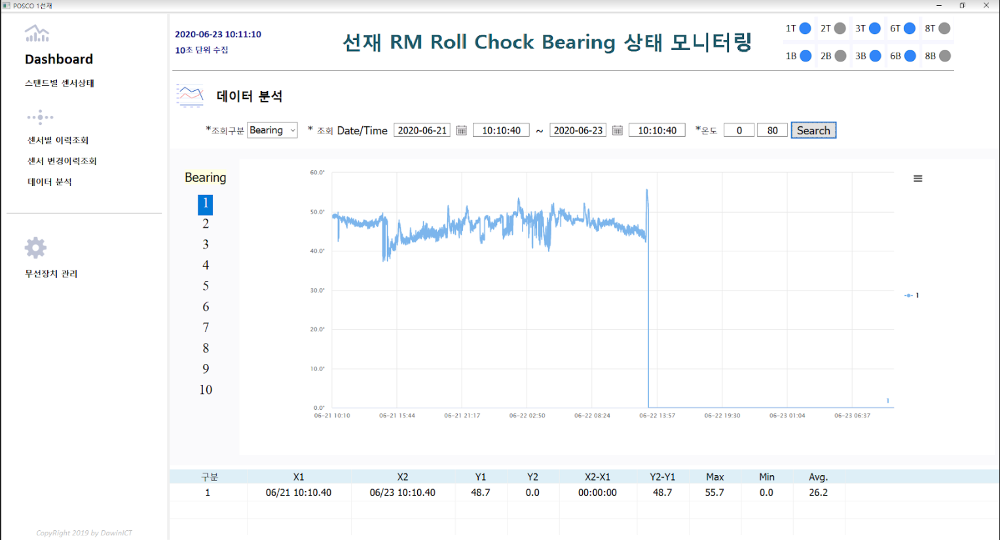 POSCO 1선재
Dashboard
스탠드별 센서상태
센서별 이력조회
센서 변경이력조회
데이터 분석
무선장치 관리
CopyRight 2019 by DawinICT
2020-06-23 10:11:10
10초 단위 수집
선재 RM Roll Chock Bearing 상태 모니터링
1T 2T 3T 6T 8T
1B 2B 3B 6B 8B
데이터 분석
*조회구분 Bearing * 조회 Date/Time 2020-06-21 10:10:40 ~ 2020-06-23 10:10:40 *온도 0 80 Search
Bearing
1
2
3
4
5
6
7
8
9
10
60.0°
50.0°
40.0°
30.0°
20.0°
10.0°
0.0°
06-21 10:10 06-21 15:44 06-21 21:17 06-22 02:50 06-22 08:24 06-22 13:57 06-22 19:30 06-23 01:04 06-23 06:37
1
1
구분 X1 X2 Y1 Y2 X2-X1 Y2-Y1 Max Min Avg.
1 06/21 10:10.40 06/23 10:10.40 48.7 0.0 00:00:00 48.7 55.7 0.0 26.2